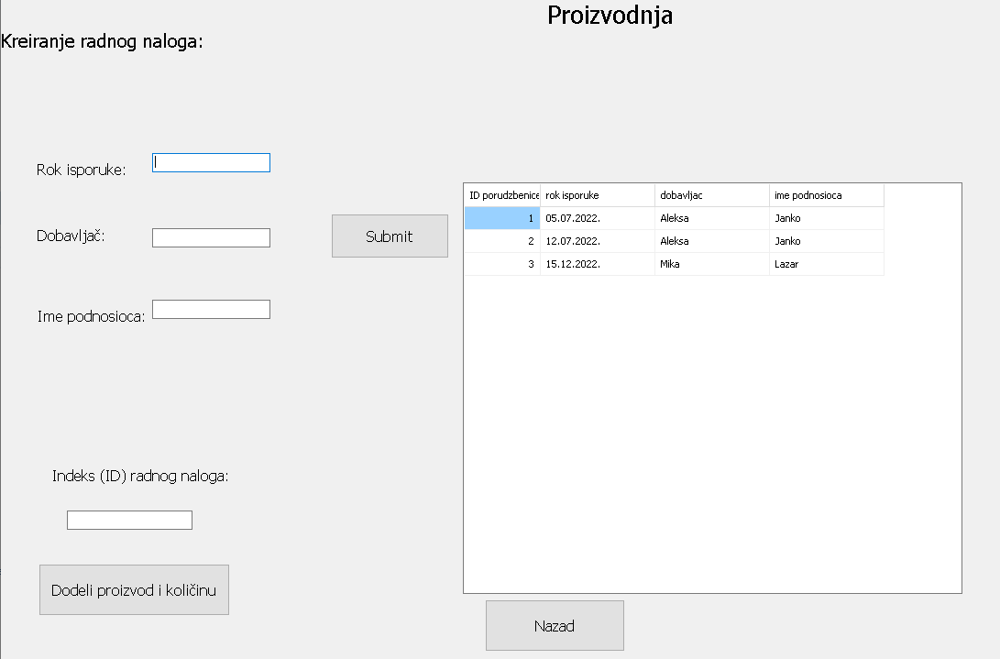 Proizvodnja
Kreiranje radnog naloga:
Rok isporuke:
Dobavljač:
Submit
Ime podnosioca:
ID porudzbenice rok isporuke dobavljac ime podnosioca
1 05.07.2022. Aleksa Janko
2 12.07.2022. Aleksa Janko
3 15.12.2022. Mika Lazar
Indeks (ID) radnog naloga:
Dodeli proizvod i količinu
Nazad